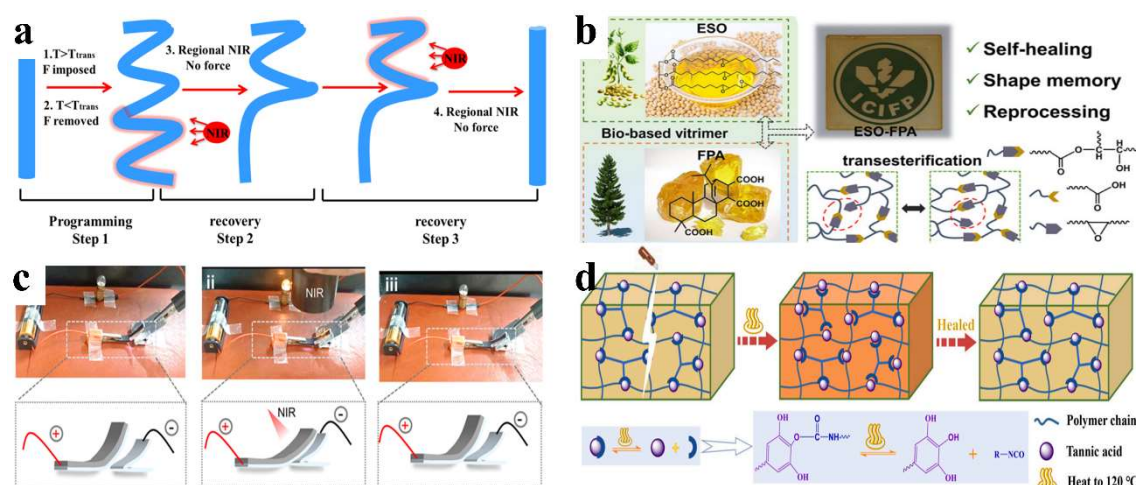 a
1.T>Ttrans
F imposed
2. T<Ttrans
F removed
NIR
3. Regional NIR
No force
NIR
4. Regional NIR
No force
Programming
Step 1
recovery
Step 2
recovery
Step 3
b
ESO
Bio-based vitrimer
FPA
COOH
COOH
COOH
COOH
ICIFP
ESO-FPA
✓ Self-healing
✓ Shape memory
✓ Reprocessing
transesterification
O
O
H
C
C
H
OH
OH
O
O
c
ii
NIR
iii
+
-
NIR
+
-
+
-
d
Healed
OH
O
O-C-NH
OH
OH
OH
OH
+ R-NCO
Polymer chain
Tannic acid
Heat to 120 °C